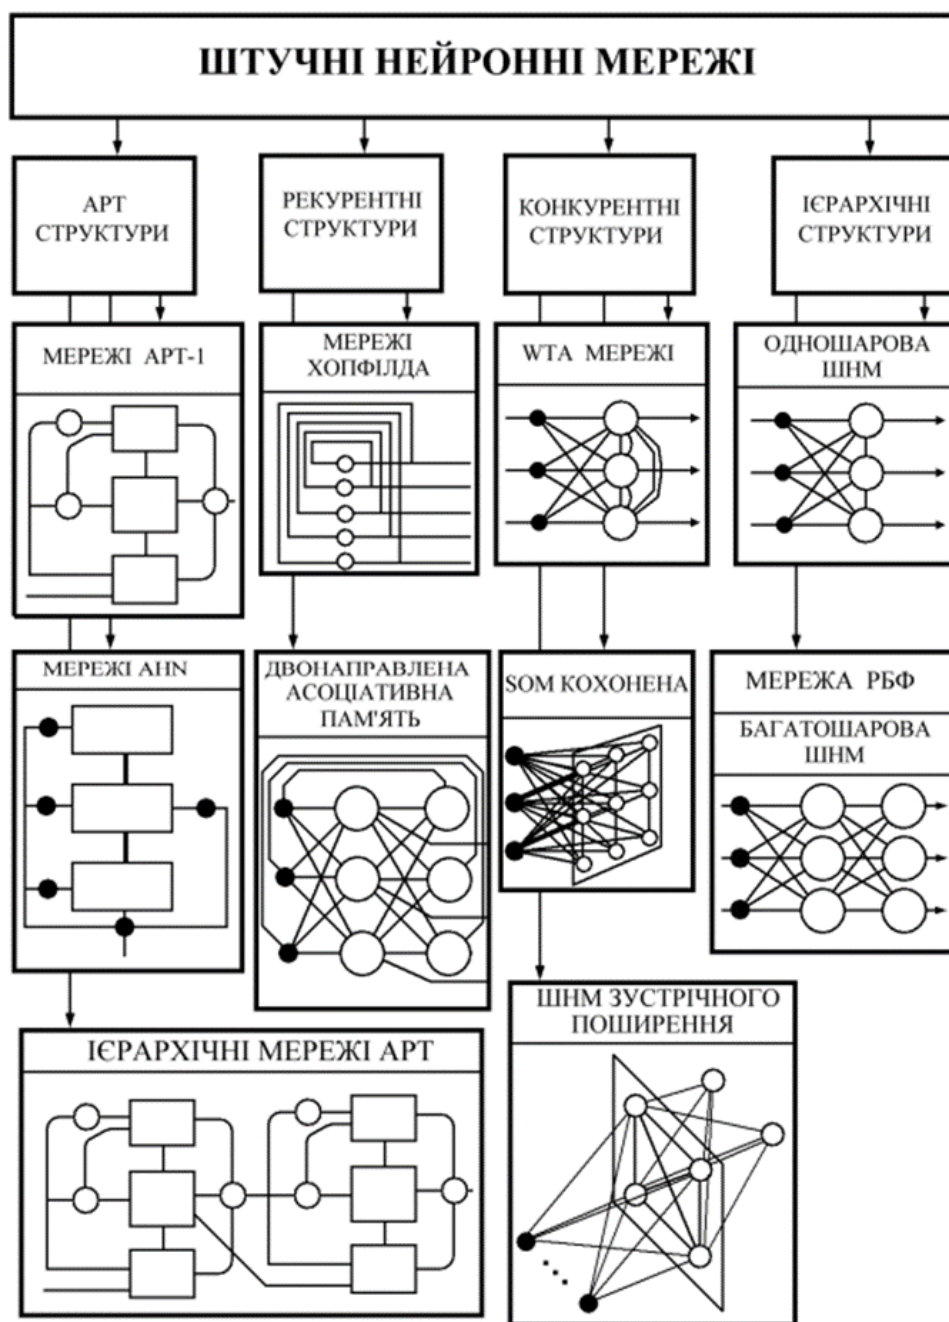 ШТУЧНІ НЕЙРОННІ МЕРЕЖІ
АРТ
СТРУКТУРИ
РЕКУРЕНТНІ
СТРУКТУРИ
КОНКУРЕНТНІ
СТРУКТУРИ
ІЄРАРХІЧНІ
СТРУКТУРИ
МЕРЕЖІ АРТ-1
МЕРЕЖІ
ХОПФІЛДА
WTA МЕРЕЖІ
ОДНОШАРОВА
ШНМ
МЕРЕЖІ AHN
ДВОНАПРАВЛЕНА
АСОЦІАТИВНА
ПАМ'ЯТЬ
SOM КОХОНЕНА
МЕРЕЖА РБФ
БАГАТОШАРОВА
ШНМ
ІЄРАРХІЧНІ МЕРЕЖІ АРТ
ШНМ ЗУСТРІЧНОГО
ПОШИРЕННЯ